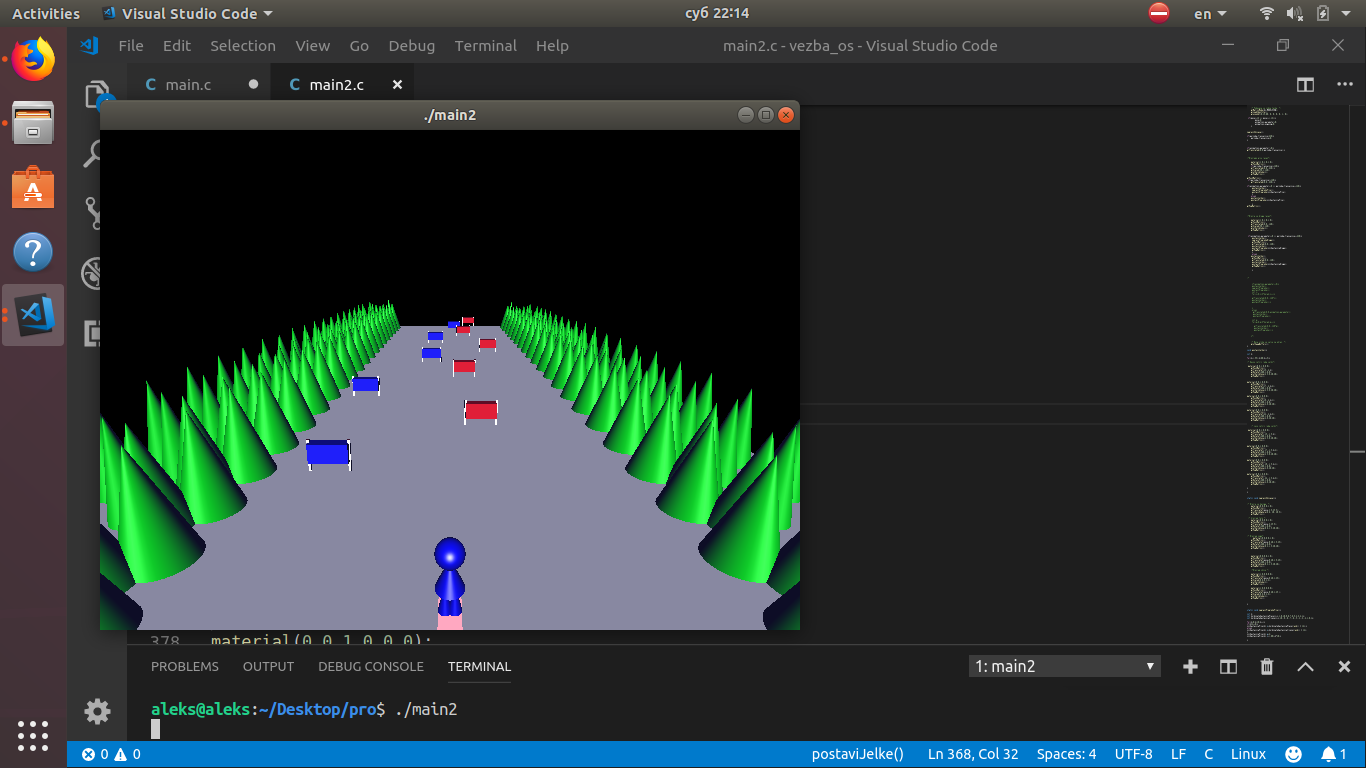 Activities
Visual Studio Code
суб 22:14
en
File Edit Selection View Go Debug Terminal Help
main2.c - vezba_os - Visual Studio Code
C main.c
C main2.c
./main2
378 material(0,0,1,0,0,0);
PROBLEMS OUTPUT DEBUG CONSOLE TERMINAL
1: main2
aleks@aleks:~/Desktop/pro$ ./main2
0 0
postaviJelke() Ln 368, Col 32 Spaces: 4 UTF-8 LF C Linux
1